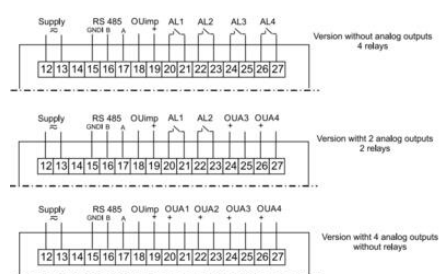 Supply RS 485 OUimp AL1 AL2 AL3 AL4
GND B A +
Version without analog outputs
4 relays
12 13 14 15 16 17 18 19 20 21 22 23 24 25 26 27
Supply RS 485 OUimp AL1 AL2 OUA3 OUA4
GND B A + + +
Version witht 2 analog outputs
2 relays
12 13 14 15 16 17 18 19 20 21 22 23 24 25 26 27
Supply RS 485 OUimp OUA1 OUA2 OUA3 OUA4
GND B A + + + + +
Version witht 4 analog outputs
without relays
12 13 14 15 16 17 18 19 20 21 22 23 24 25 26 27